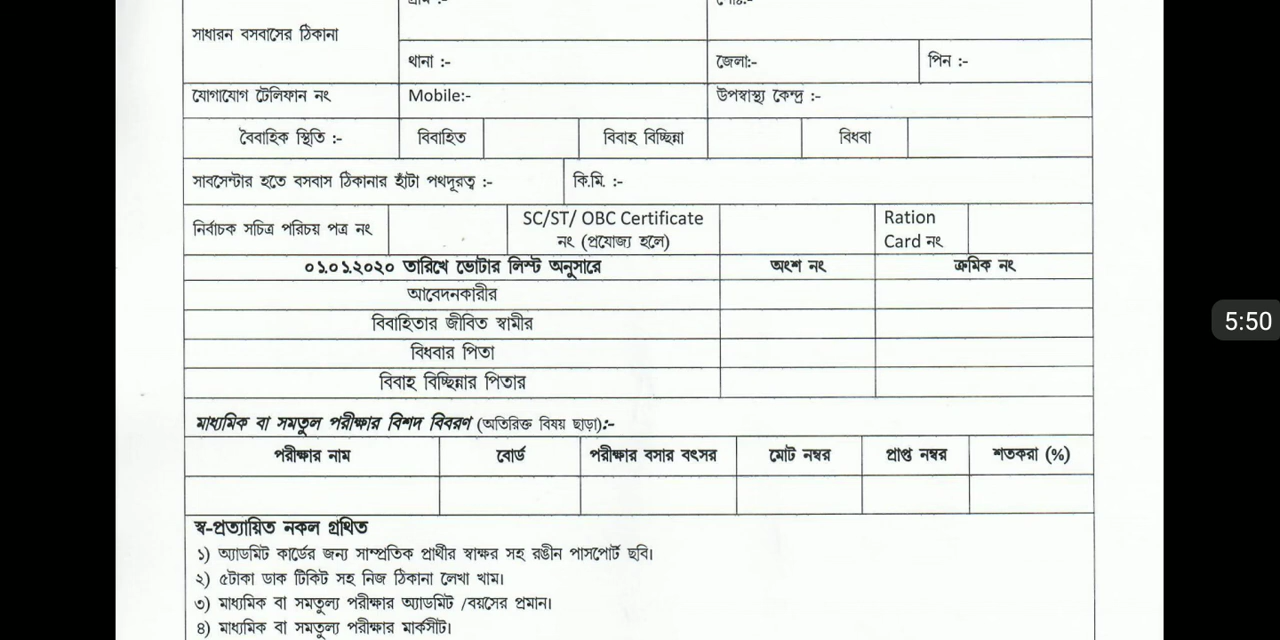 গ্রাম :-
পোঃ:-
সাধারন বসবাসের ঠিকানা
থানা :-
জেলা:-
পিন :-
যোগাযোগ টেলিফান নং
Mobile:-
উপস্বাস্থ্য কেন্দ্র :-
বৈবাহিক স্থিতি :-
বিবাহিত
বিবাহ বিচ্ছিন্না
বিধবা
সাবসেন্টার হতে বসবাস ঠিকানার হাঁটা পথদূরত্ব :-
কি.মি. :-
নির্বাচক সচিত্র পরিচয় পত্র নং
SC/ST/ OBC Certificate
নং (প্রযোজ্য হলে)
Ration
Card নং
০১.০১.২০২০ তারিখে ভোটার লিস্ট অনুসারে
অংশ নং
ক্রমিক নং
আবেদনকারীর
বিবাহিতার জীবিত স্বামীর
বিধবার পিতা
বিবাহ বিচ্ছিন্নার পিতার
মাধ্যমিক বা সমতুল পরীক্ষার বিশদ বিবরণ (অতিরিক্ত বিষয় ছাড়া):-
পরীক্ষার নাম
বোর্ড
পরীক্ষার বসার বৎসর
মোট নম্বর
প্রাপ্ত নম্বর
শতকরা (%)
স্ব-প্রত্যায়িত নকল গ্রথিত
১) অ্যাডমিট কার্ডের জন্য সাম্প্রতিক প্রার্থীর স্বাক্ষর সহ রঙীন পাসপোর্ট ছবি।
২) ৫টাকা ডাক টিকিট সহ নিজ ঠিকানা লেখা খাম।
৩) মাধ্যমিক বা সমতুল্য পরীক্ষার অ্যাডমিট /বয়সের প্রমান।
৪) মাধ্যমিক বা সমতুল্য পরীক্ষার মার্কসীট।
5:50